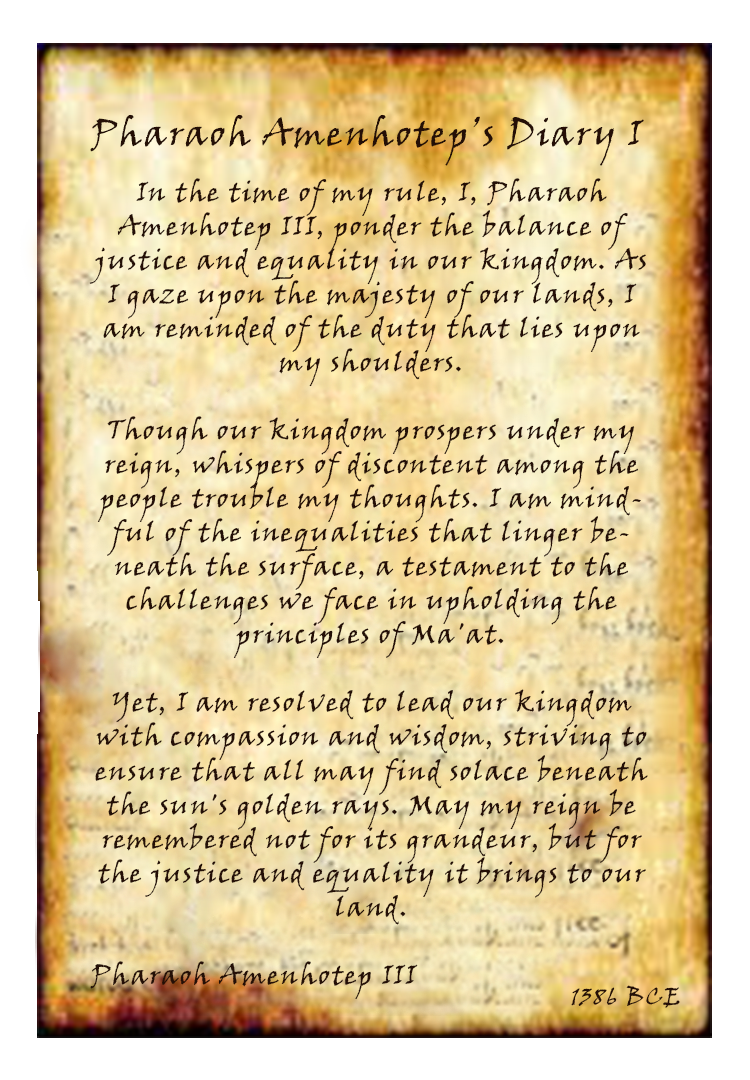 Pharaoh Amenhotep's Diary I
In the time of my rule, I, Pharaoh
Amenhotep III, ponder the balance of
justice and equality in our kingdom. As
I gaze upon the majesty of our lands, I
am reminded of the duty that lies upon
my shoulders.
Though our kingdom prospers under my
reign, whispers of discontent among the
people trouble my thoughts. I am mind-
ful of the inequalities that linger be-
neath the surface, a testament to the
challenges we face in upholding the
principles of Ma'at.
Yet, I am resolved to lead our kingdom
with compassion and wisdom, striving to
ensure that all may find solace beneath
the sun's golden rays. May my reign be
remembered not for its grandeur, but for
the justice and equality it brings to our
land.
Pharaoh Amenhotep III
1386 BCE